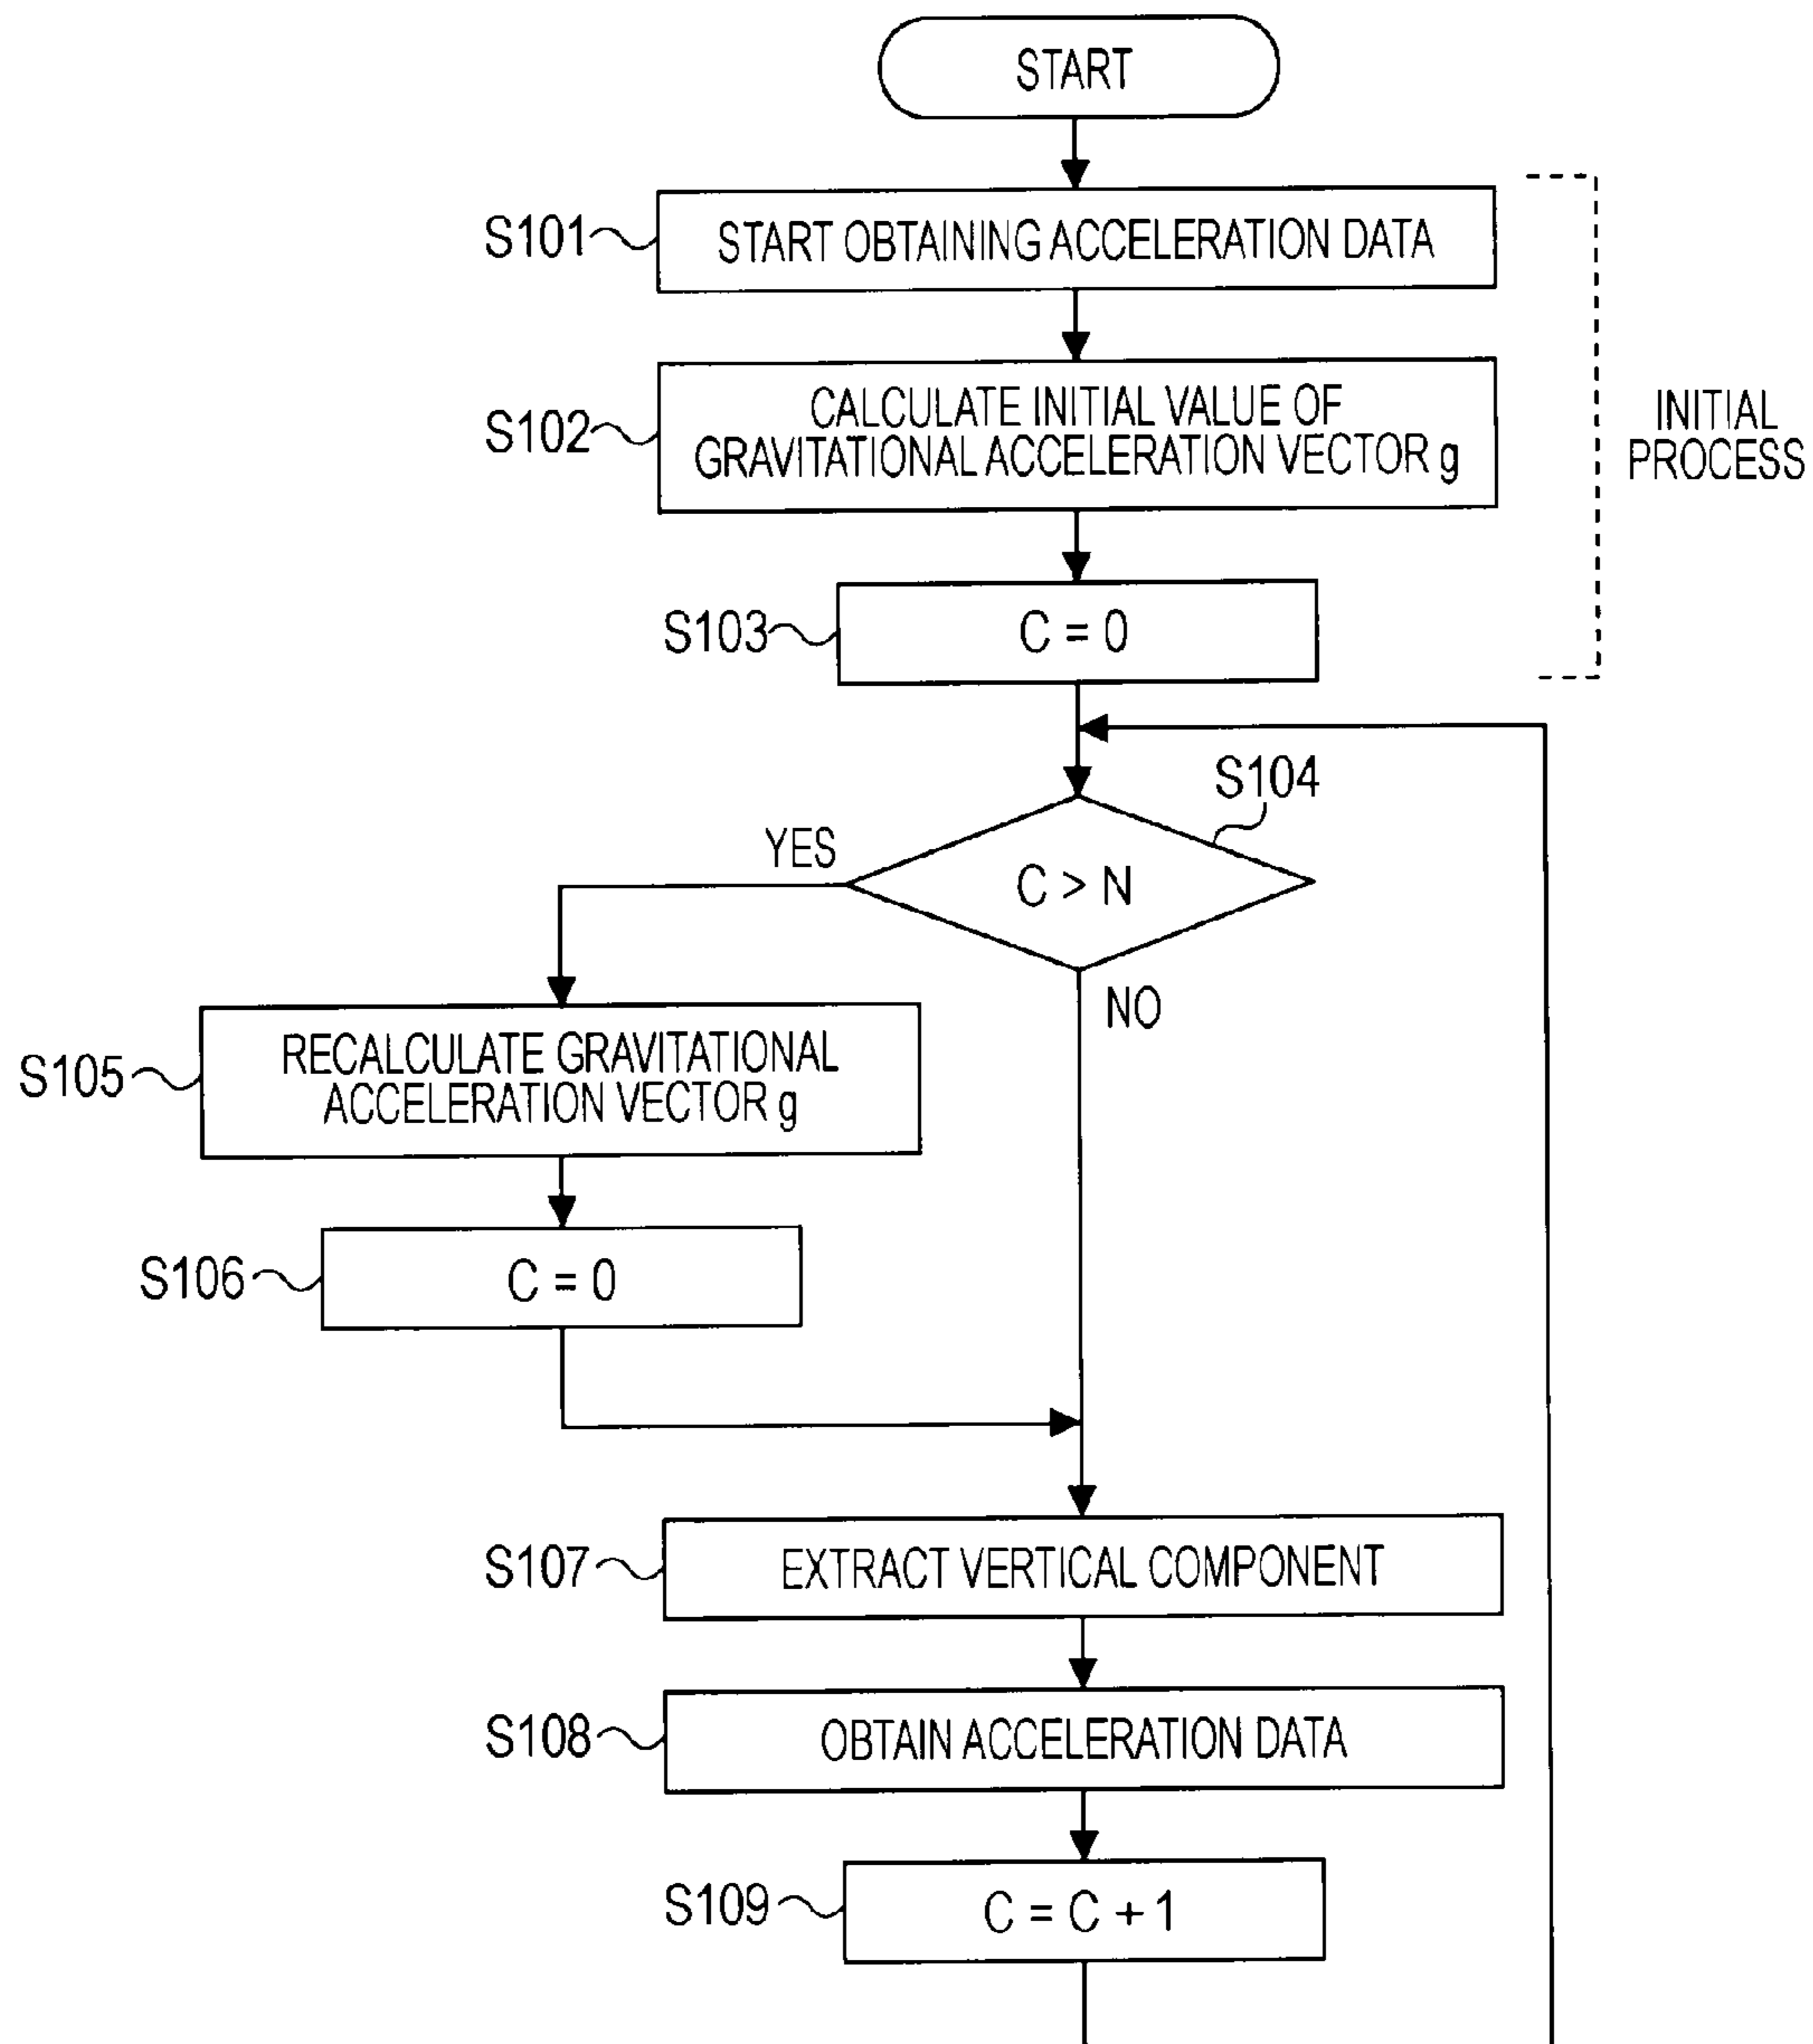 START
S101
START OBTAINING ACCELERATION DATA
S102
CALCULATE INITIAL VALUE OF
GRAVITATIONAL ACCELERATION VECTOR g
INITIAL
PROCESS
S103
C = 0
S104
YES
C > N
NO
S105
RECALCULATE GRAVITATIONAL
ACCELERATION VECTOR g
S106
C = 0
S107
EXTRACT VERTICAL COMPONENT
S108
OBTAIN ACCELERATION DATA
S109
C = C + 1